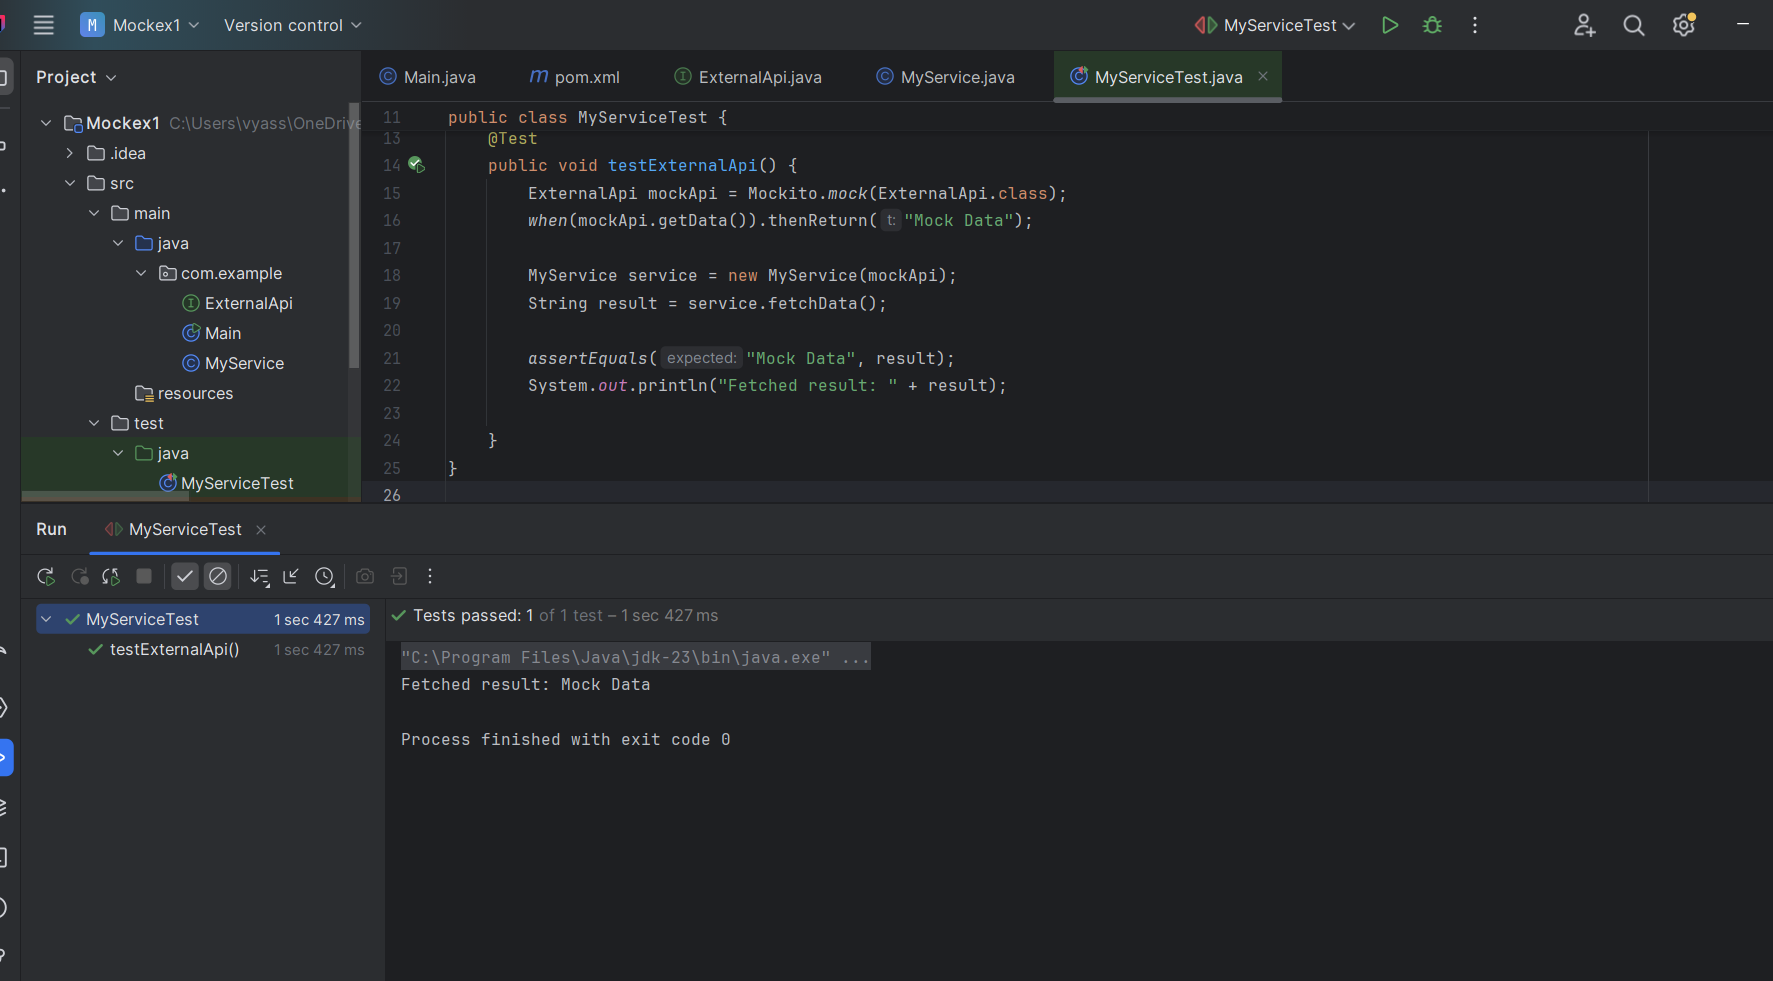 M Mockex1 Version control MyServiceTest
Project
Main.java m pom.xml ExternalApi.java MyService.java MyServiceTest.java
Mockex1 C:\Users\vyass\OneDrive
.idea
src
main
java
com.example
ExternalApi
Main
MyService
resources
test
java
MyServiceTest
11 public class MyServiceTest {
13 @Test
14 public void testExternalApi() {
15 ExternalApi mockApi = Mockito.mock(ExternalApi.class);
16 when(mockApi.getData()).thenReturn( t: "Mock Data");
17
18 MyService service = new MyService(mockApi);
19 String result = service.fetchData();
20
21 assertEquals( expected: "Mock Data", result);
22 System.out.println("Fetched result: " + result);
23
24 }
25 }
26
Run MyServiceTest
MyServiceTest 1 sec 427 ms
testExternalApi() 1 sec 427 ms
Tests passed: 1 of 1 test – 1 sec 427 ms
"C:\Program Files\Java\jdk-23\bin\java.exe" ...
Fetched result: Mock Data
Process finished with exit code 0